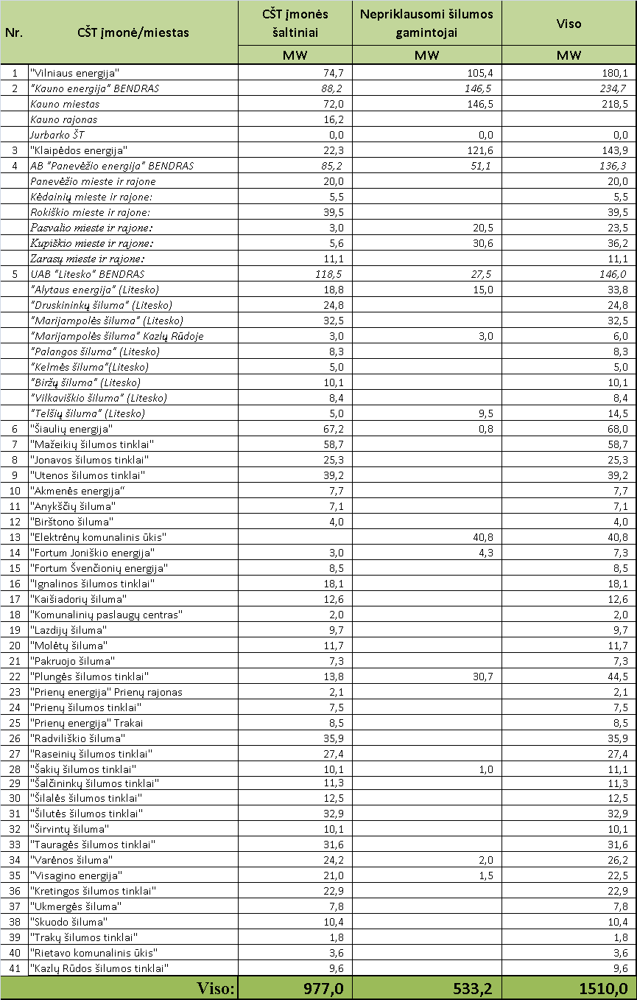 Nr. CŠT įmonė/miestas CŠT įmonės šaltiniai Nepriklausomi šilumos gamintojai Viso
MW MW MW
1 "Vilniaus energija" 74,7 105,4 180,1
2 "Kauno energija" BENDRAS 88,2 146,5 234,7
Kauno miestas 72,0 146,5 218,5
Kauno rajonas 16,2
Jurbarko ŠT 0,0 0,0 0,0
3 "Klaipėdos energija" 22,3 121,6 143,9
4 AB "Panevėžio energija" BENDRAS 85,2 51,1 136,3
Panevėžio mieste ir rajone 20,0 20,0
Kėdainių mieste ir rajone: 5,5 5,5
Rokiškio mieste ir rajone: 39,5 39,5
Pasvalio mieste ir rajone: 3,0 20,5 23,5
Kupiškio mieste ir rajone: 5,6 30,6 36,2
Zarasų mieste ir rajone: 11,1 11,1
5 UAB "Litesko" BENDRAS 118,5 27,5 146,0
"Alytaus energija" (Litesko) 18,8 15,0 33,8
"Druskininkų šiluma" (Litesko) 24,8 24,8
"Marijampolės šiluma" (Litesko) 32,5 32,5
"Marijampolės šiluma" Kazlų Rūdoje 3,0 3,0 6,0
"Palangos šiluma" (Litesko) 8,3 8,3
"Kelmės šiluma"(Litesko) 5,0 5,0
"Biržų šiluma" (Litesko) 10,1 10,1
"Vilkaviškio šiluma" (Litesko) 8,4 8,4
"Telšių šiluma" (Litesko) 5,0 9,5 14,5
6 "Šiaulių energija" 67,2 0,8 68,0
7 "Mažeikių šilumos tinklai" 58,7 58,7
8 "Jonavos šilumos tinklai" 25,3 25,3
9 "Utenos šilumos tinklai" 39,2 39,2
10 "Akmenės energija“ 7,7 7,7
11 "Anykščių šiluma" 7,1 7,1
12 "Birštono šiluma" 4,0 4,0
13 "Elektrėnų komunalinis ūkis" 40,8 40,8
14 "Fortum Joniškio energija" 3,0 4,3 7,3
15 "Fortum Švenčionių energija" 8,5 8,5
16 "Ignalinos šilumos tinklai" 18,1 18,1
17 "Kaišiadorių šiluma" 12,6 12,6
18 "Komunalinių paslaugų centras" 2,0 2,0
19 "Lazdijų šiluma" 9,7 9,7
20 "Molėtų šiluma" 11,7 11,7
21 "Pakruojo šiluma" 7,3 7,3
22 "Plungės šilumos tinklai" 13,8 30,7 44,5
23 "Prienų energija" Prienų rajonas 2,1 2,1
24 "Prienų šilumos tinklai" 7,5 7,5
25 "Prienų energija" Trakai 8,5 8,5
26 "Radviliškio šiluma" 35,9 35,9
27 "Raseinių šilumos tinklai" 27,4 27,4
28 "Šakių šilumos tinklai" 10,1 1,0 11,1
29 "Šalčininkų šilumos tinklai" 11,3 11,3
30 "Šilalės šilumos tinklai" 12,5 12,5
31 "Šilutės šilumos tinklai" 32,9 32,9
32 "Širvintų šiluma" 10,1 10,1
33 "Tauragės šilumos tinklai" 31,6 31,6
34 "Varėnos šiluma" 24,2 2,0 26,2
35 "Visagino energija" 21,0 1,5 22,5
36 "Kretingos šilumos tinklai" 22,9 22,9
37 "Ukmergės šiluma" 7,8 7,8
38 "Skuodo šiluma" 10,4 10,4
39 "Trakų šilumos tinklai" 1,8 1,8
40 "Rietavo komunalinis ūkis" 3,6 3,6
41 "Kazlų Rūdos šilumos tinklai" 9,6 9,6
Viso: 977,0 533,2 1510,0